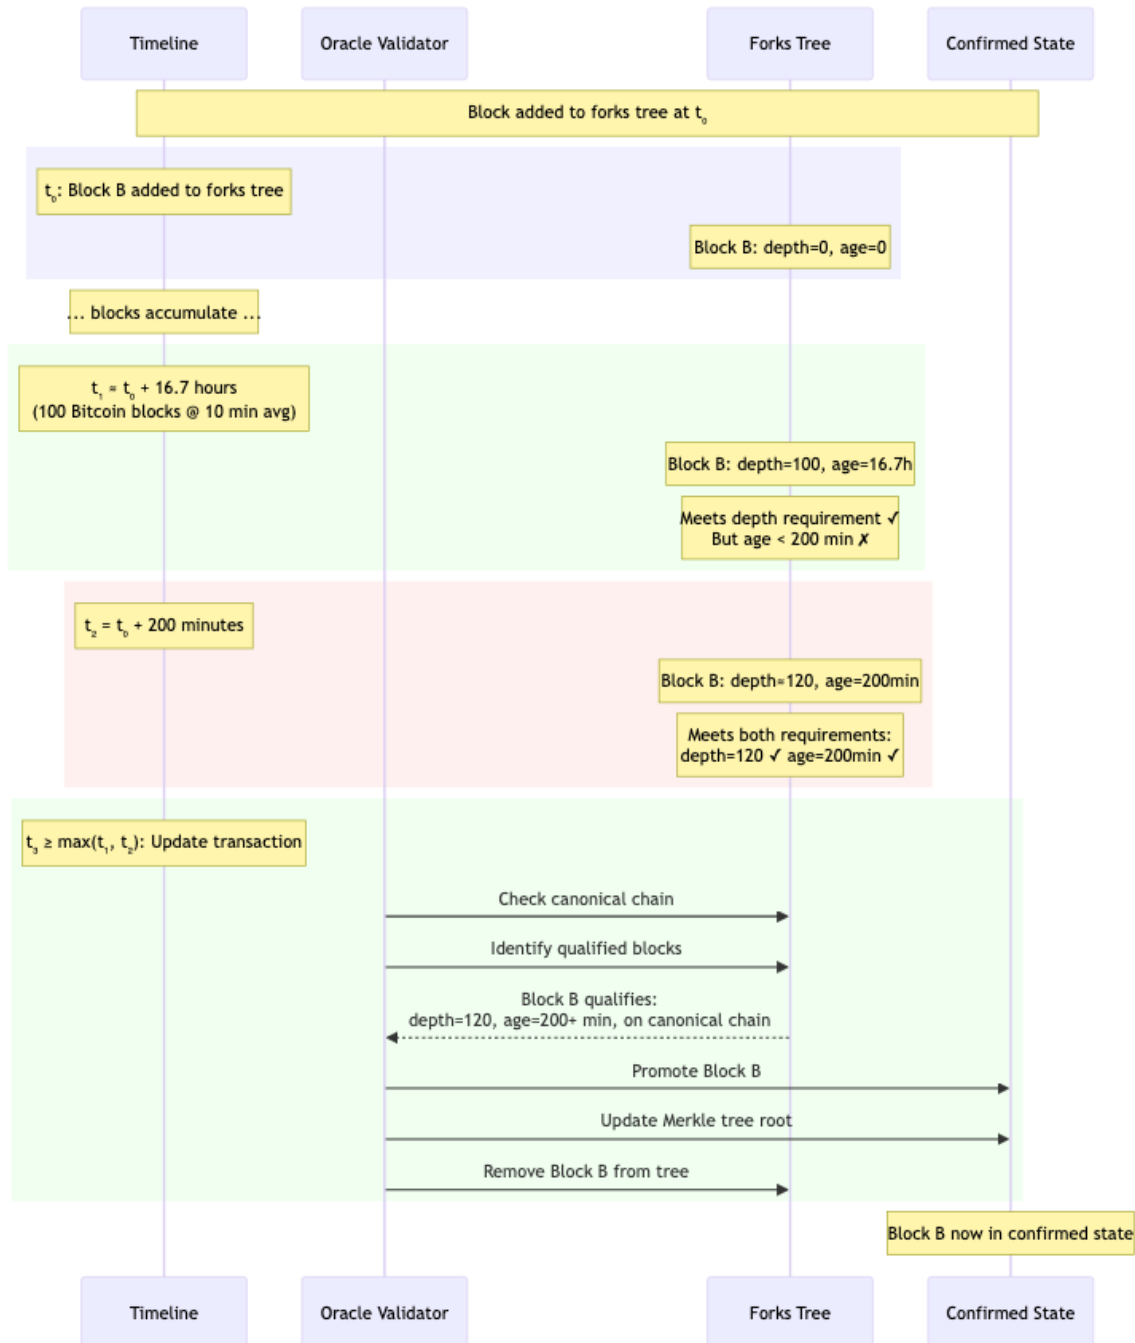 Timeline
Oracle Validator
Forks Tree
Confirmed State
Block added to forks tree at t₀
t₀: Block B added to forks tree
Block B: depth=0, age=0
... blocks accumulate ...
t₁ = t₀ + 16.7 hours
(100 Bitcoin blocks @ 10 min avg)
Block B: depth=100, age=16.7h
Meets depth requirement ✓
But age < 200 min ✗
t₂ = t₀ + 200 minutes
Block B: depth=120, age=200min
Meets both requirements:
depth=120 ✓ age=200min ✓
t₃ ≥ max(t₁, t₂): Update transaction
Check canonical chain
Identify qualified blocks
Block B qualifies:
depth=120, age=200+ min, on canonical chain
Promote Block B
Update Merkle tree root
Remove Block B from tree
Block B now in confirmed state
Timeline
Oracle Validator
Forks Tree
Confirmed State